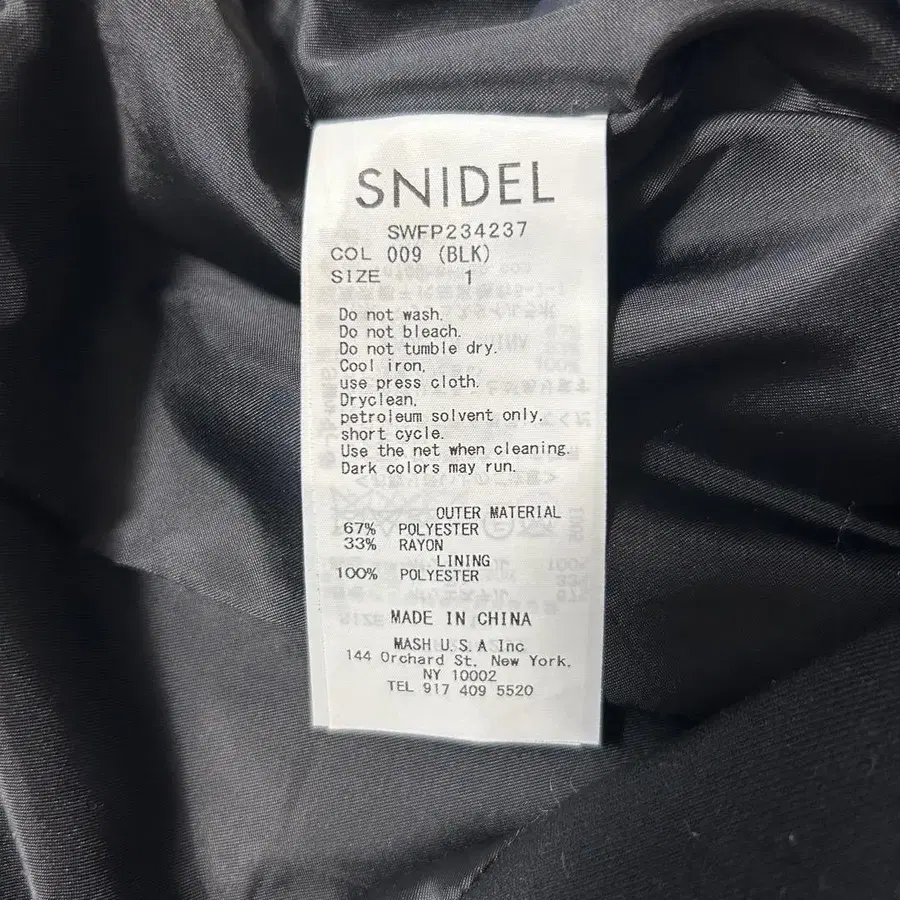 SNIDEL
SWFP234237
COL 009 (BLK)
SIZE 1
Do not wash.
Do not bleach.
Do not tumble dry.
Cool iron,
use press cloth.
Dryclean,
petroleum solvent only,
short cycle.
Use the net when cleaning.
Dark colors may run.
OUTER MATERIAL
67% POLYESTER
33% RAYON
LINING
100% POLYESTER
MADE IN CHINA
MASH U.S.A Inc
144 Orchard St. New York,
NY 10002
TEL 917 409 5520